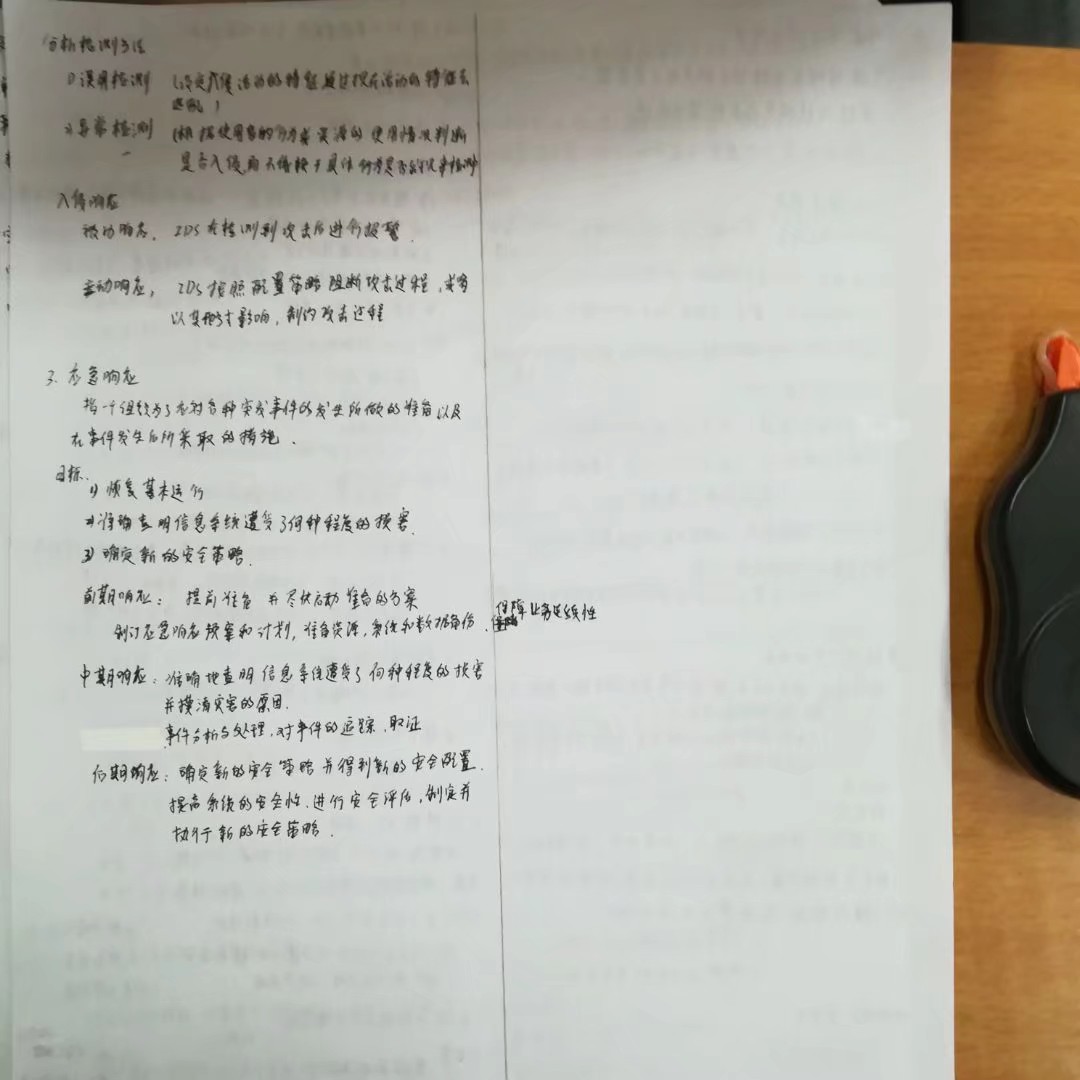 分析检测方法
1) 误用检测 (设定入侵活动的特征 通过现在活动的特征去匹配)
2) 异常检测 (根据使用者的行为或资源的使用情况判断
是否入侵 而不依赖于具体行为是否出现来检测)
入侵响应
被动响应. IDS在检测到攻击后进行报警.
主动响应, IDS按照配置策略阻断攻击过程, 或者
以其他方式影响, 制约攻击过程
3. 应急响应
指一个组织为了应对各种突发事件的发生所做的准备以及
在事件发生后所采取的措施.
目标.
1) 恢复基本运行
2) 准确查明信息系统遭受了何种程度的损害.
3) 确定新的安全策略.
前期响应: 提前准备 并尽快启动准备的方案
制订应急响应预案和计划, 准备资源, 系统和数据备份. 保障业务连续性
中期响应: 准确地查明信息系统遭受了何种程度的损害
并摸清灾害的原因.
事件分析与处理, 对事件的追踪, 取证
后期响应: 确定新的安全策略并得到新的安全配置.
提高系统的安全性. 进行安全评估, 制定并
执行新的安全策略.